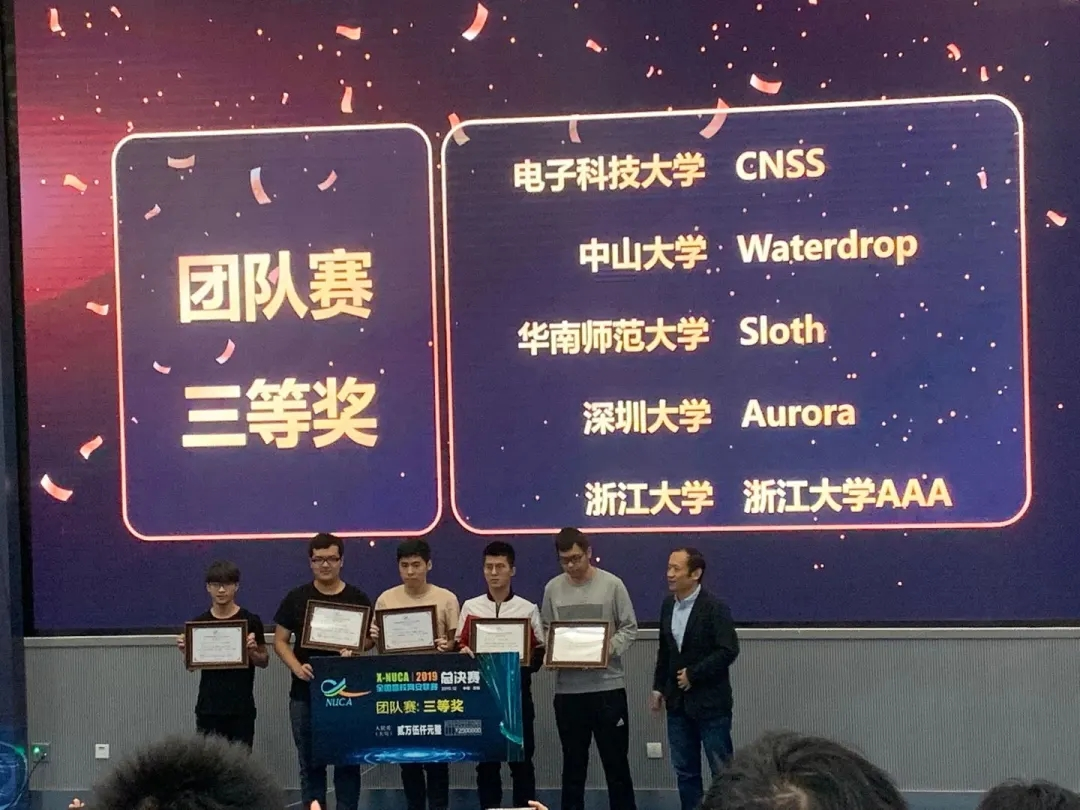 团队赛
三等奖
电子科技大学 CNSS
中山大学 Waterdrop
华南师范大学 Sloth
深圳大学 Aurora
浙江大学 浙江大学AAA
NUCA
X-NUCA 2019 总决赛
全国高校网安联赛
团队赛: 三等奖
贰万伍仟元整